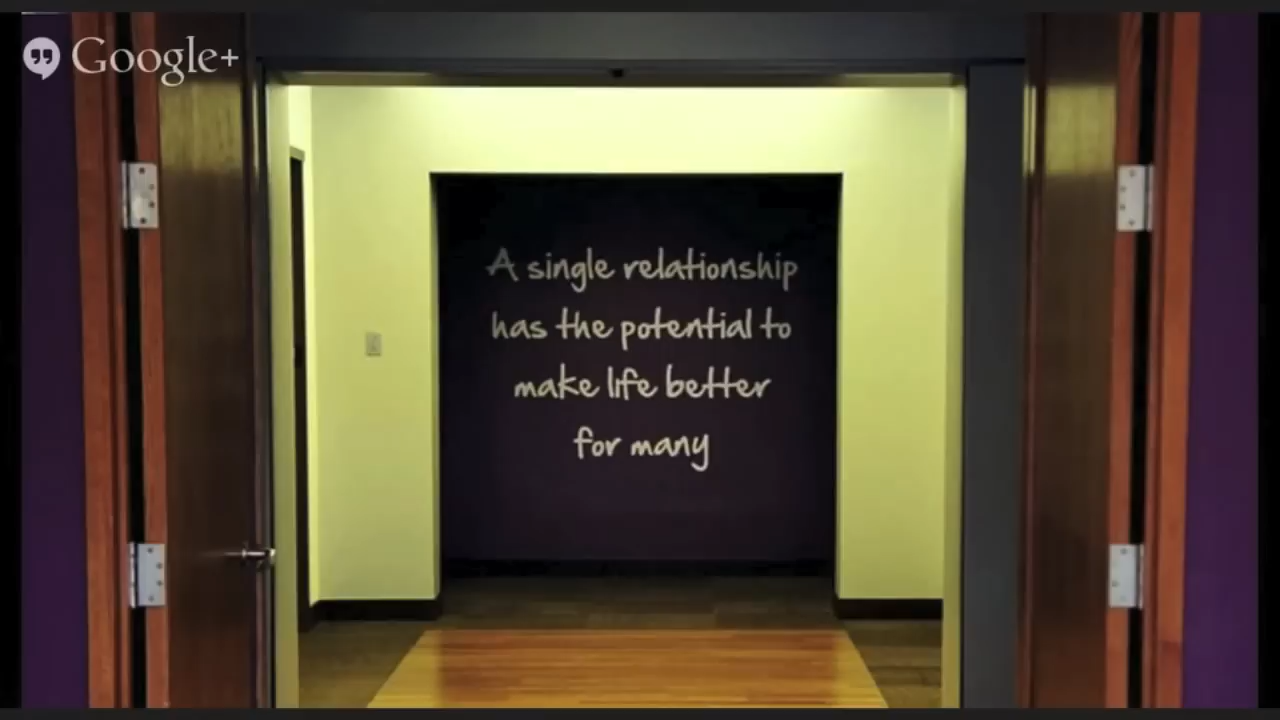 Google+
A single relationship
has the potential to
make life better
for many